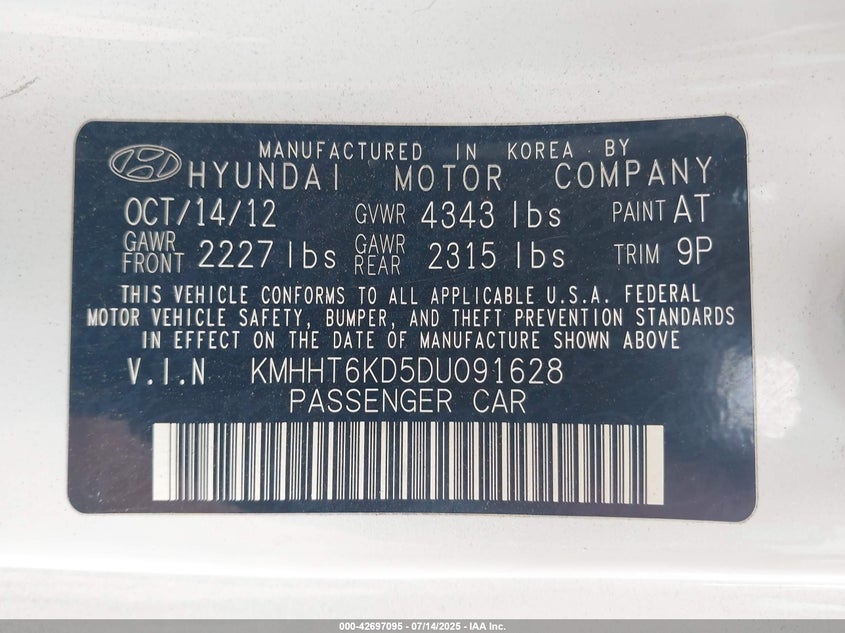 MANUFACTURED IN KOREA BY
HYUNDAI MOTOR COMPANY
OCT/14/12 GVWR 4343 lbs PAINT AT
GAWR FRONT 2227 lbs GAWR REAR 2315 lbs TRIM 9P
THIS VEHICLE CONFORMS TO ALL APPLICABLE U.S.A. FEDERAL
MOTOR VEHICLE SAFETY, BUMPER, AND THEFT PREVENTION STANDARDS
IN EFFECT ON THE DATE OF MANUFACTURE SHOWN ABOVE
V.I.N KMHHT6KD5DU091628
PASSENGER CAR
000-42697095 - 07/14/2025 - IAA Inc.